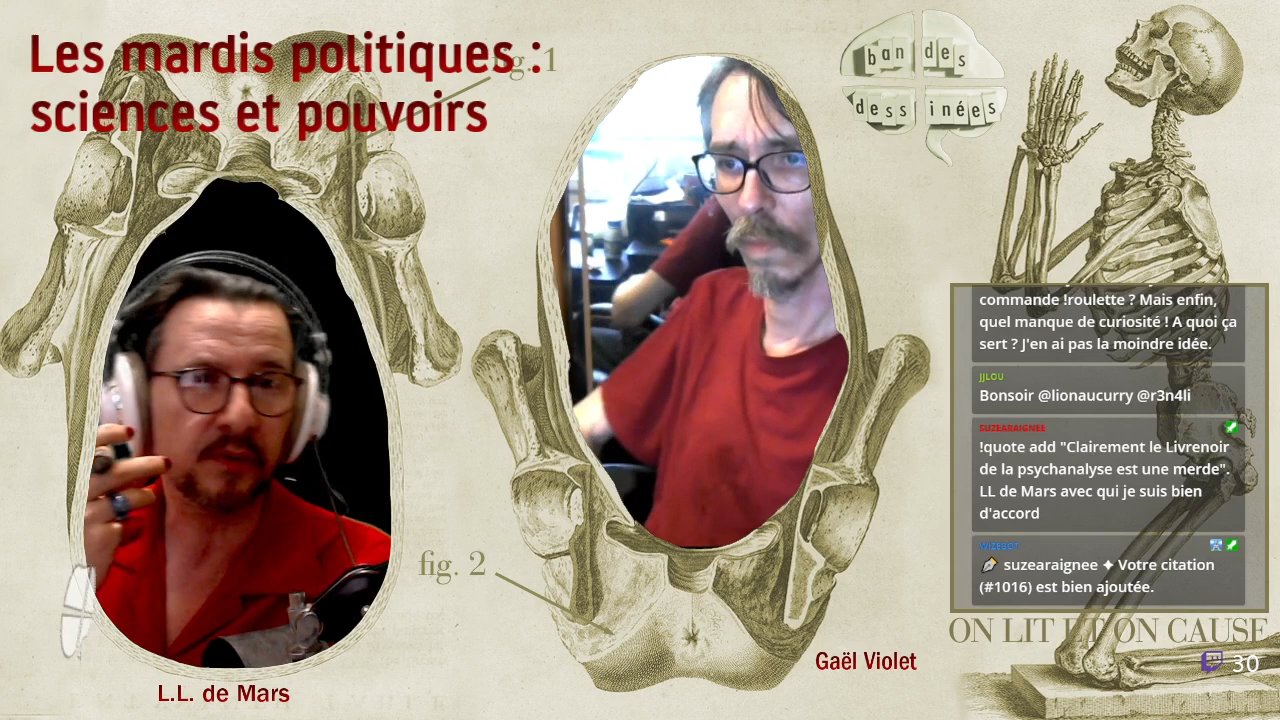 Les mardis politiques :
sciences et pouvoirs
fig. 1
ban des
dess inées
commande !roulette ? Mais enfin,
quel manque de curiosité ! A quoi ça
sert ? J'en ai pas la moindre idée.
JJLOU
Bonsoir @lionaucurry @r3n4li
SUZEARAIGNEE
!quote add "Clairement le Livrenoir
de la psychanalyse est une merde".
LL de Mars avec qui je suis bien
d'accord
WIZEBOT
suzearaignee ✦ Votre citation
(#1016) est bien ajoutée.
fig. 2
ON LIT ET ON CAUSE
30
Gaël Violet
L.L. de Mars